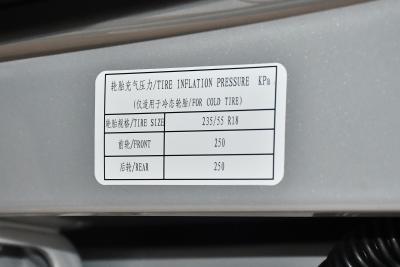 轮胎充气压力/TIRE INFLATION PRESSURE KPa
(仅适用于冷态轮胎/FOR COLD TIRE)
轮胎规格/TIRE SIZE 235/55 R18
前轮/FRONT 250
后轮/REAR 250